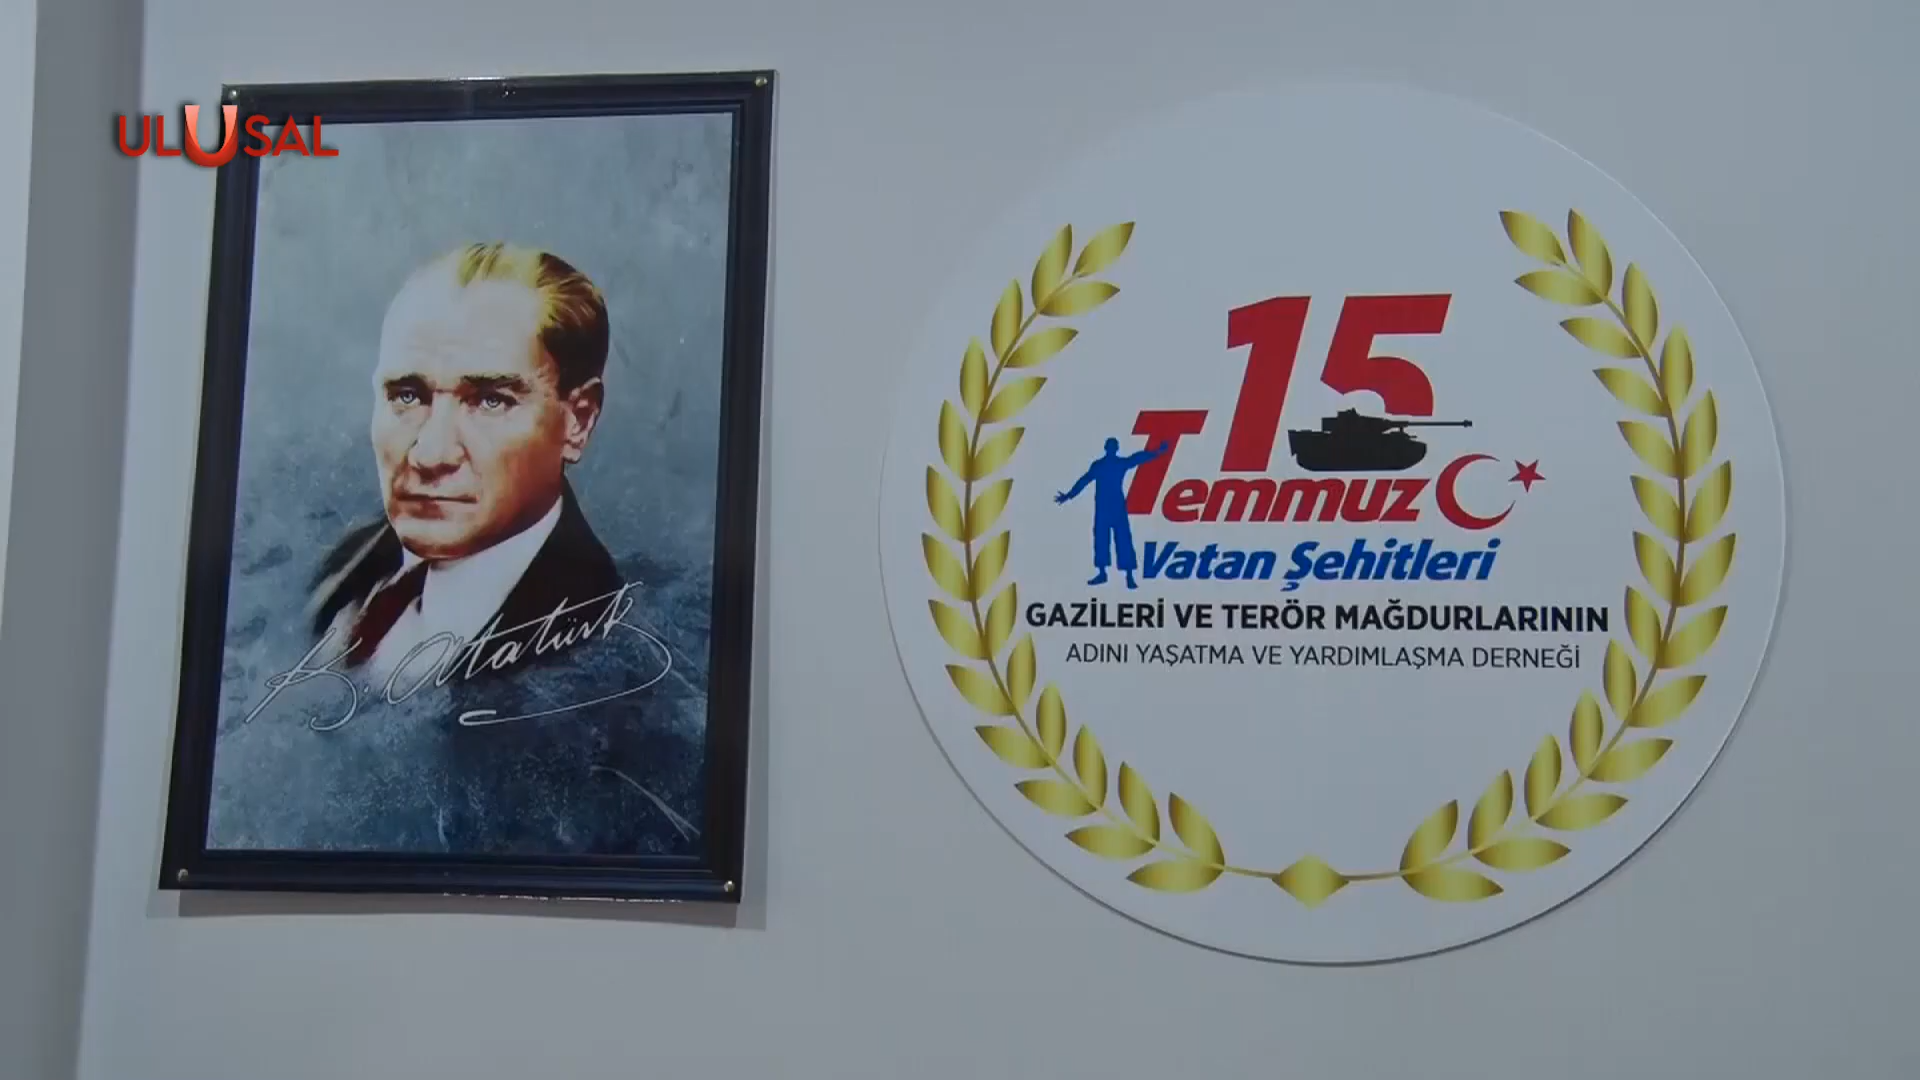 ULUSAL
K. Atatürk
15
Temmuz
Vatan Şehitleri
GAZİLERİ VE TERÖR MAĞDURLARININ
ADINI YAŞATMA VE YARDIMLAŞMA DERNEĞİ